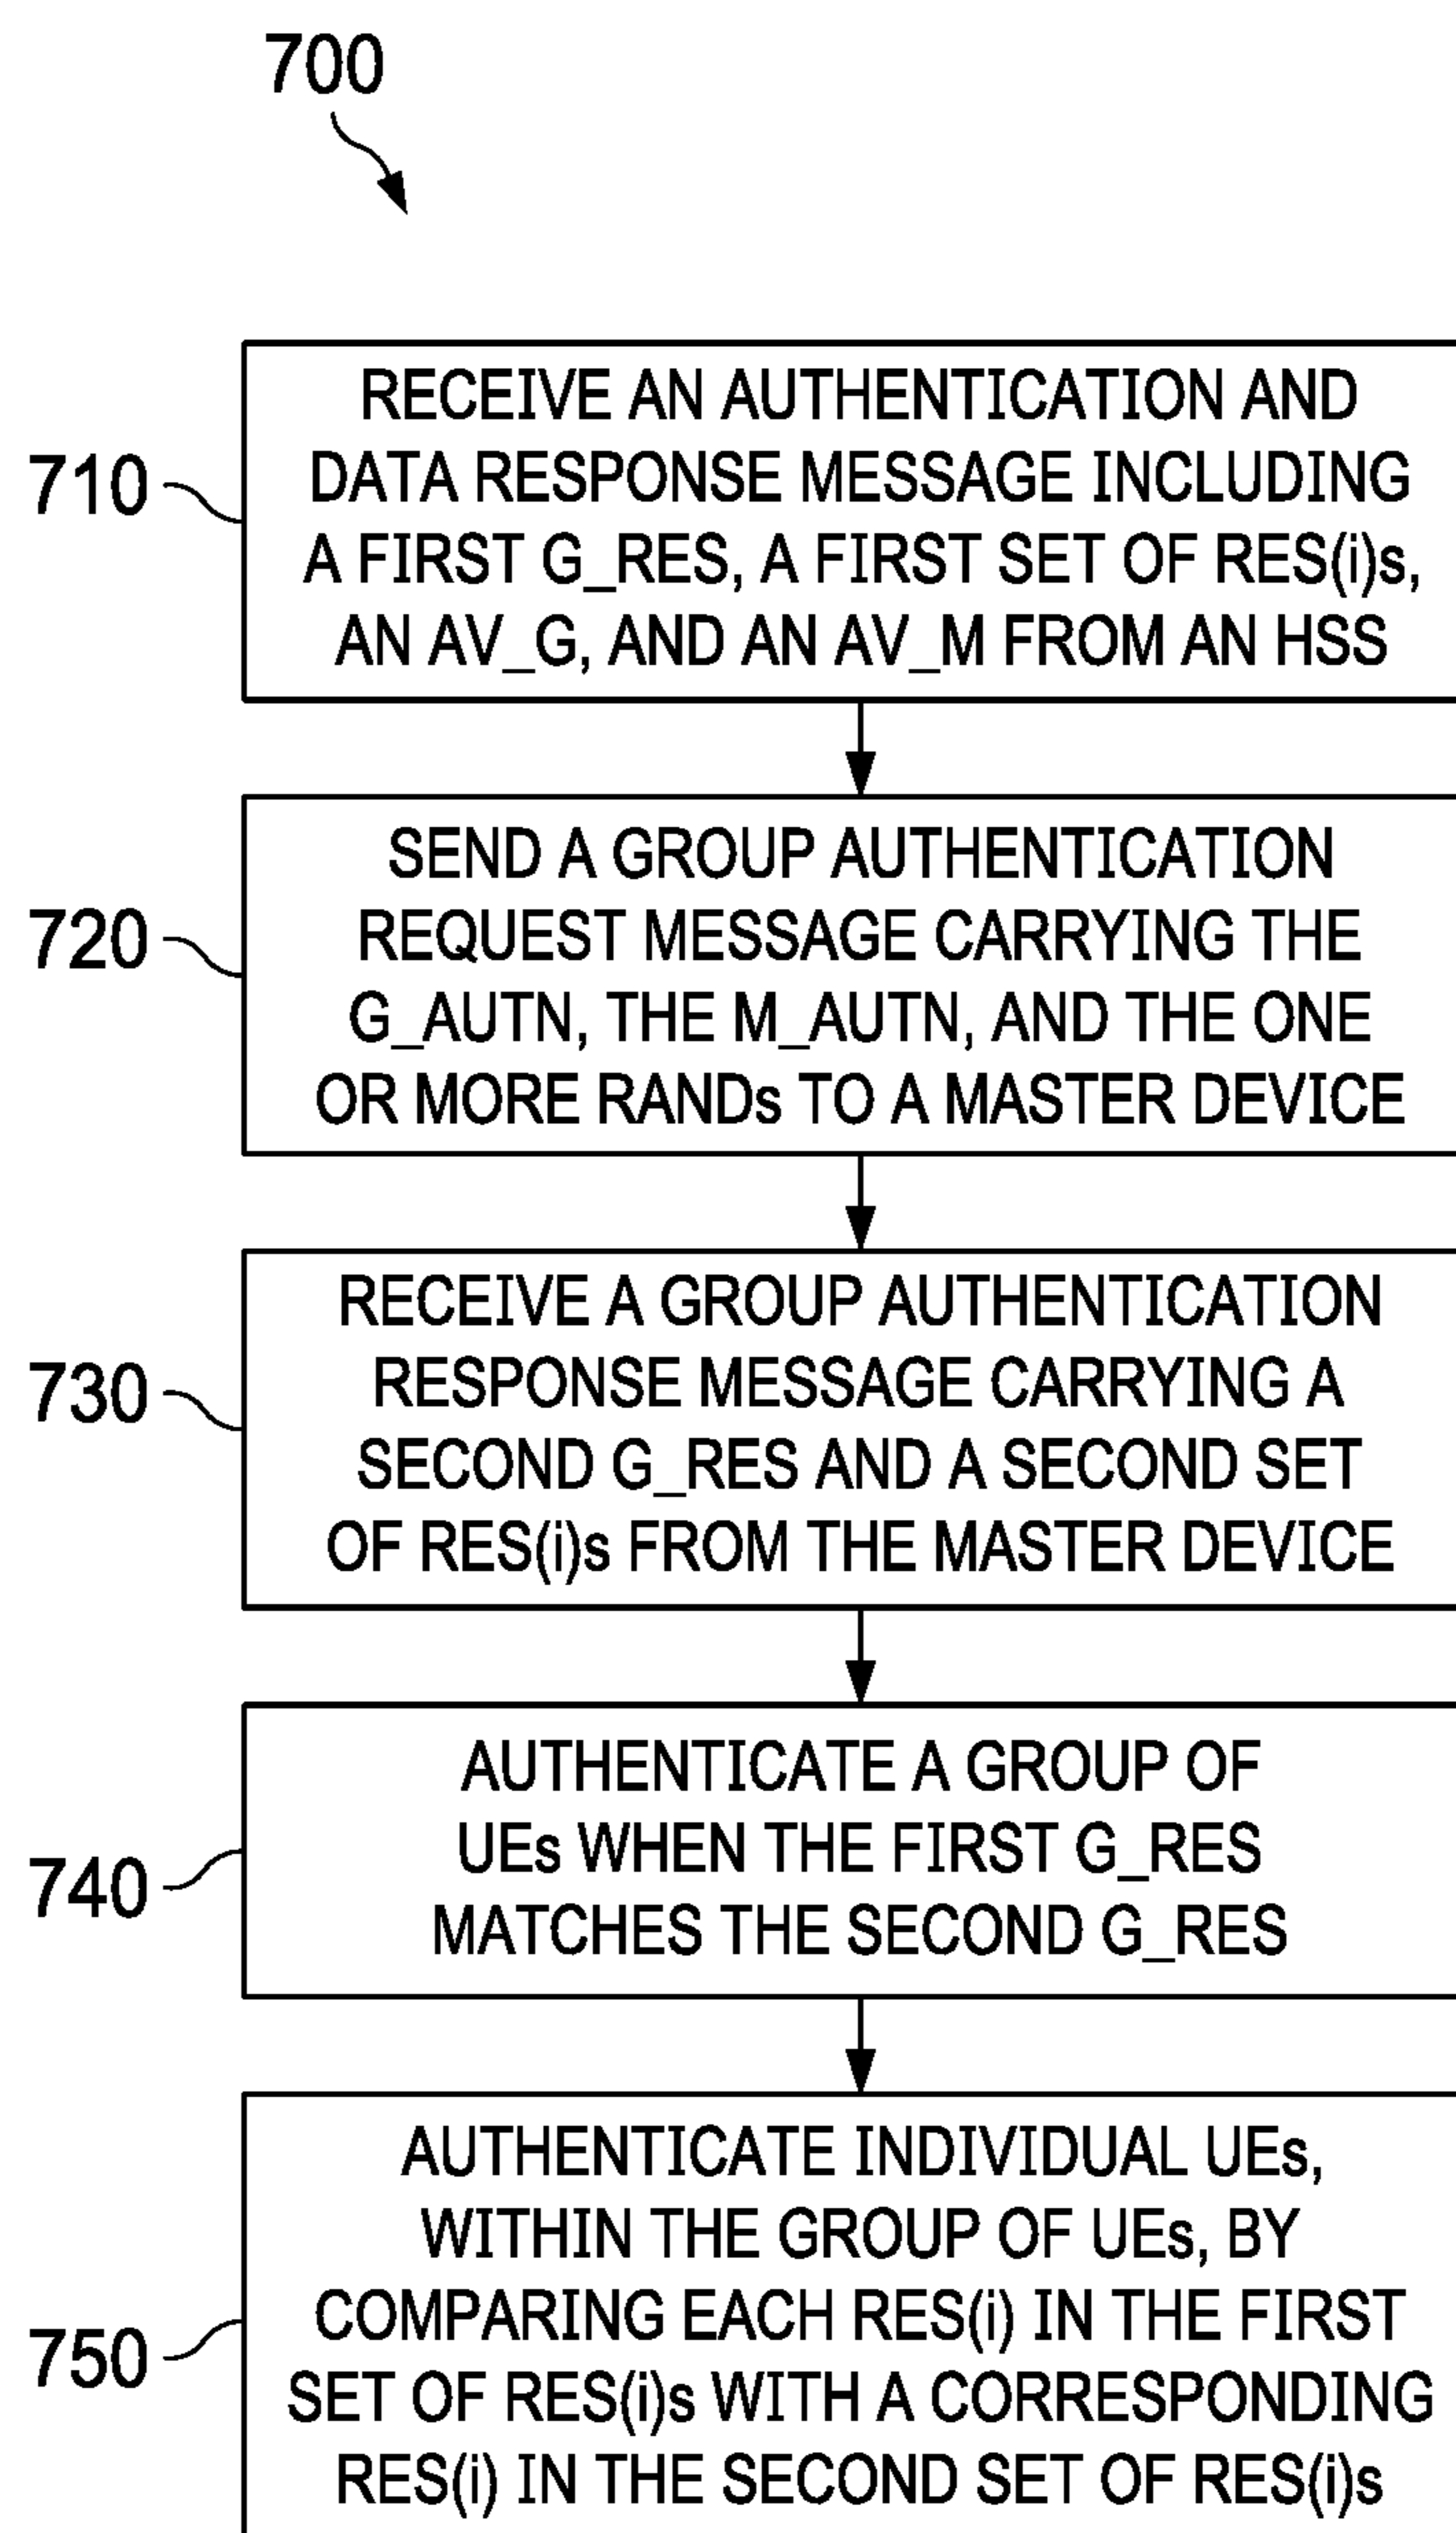 700
710
RECEIVE AN AUTHENTICATION AND
DATA RESPONSE MESSAGE INCLUDING
A FIRST G_RES, A FIRST SET OF RES(i)s,
AN AV_G, AND AN AV_M FROM AN HSS
720
SEND A GROUP AUTHENTICATION
REQUEST MESSAGE CARRYING THE
G_AUTN, THE M_AUTN, AND THE ONE
OR MORE RANDs TO A MASTER DEVICE
730
RECEIVE A GROUP AUTHENTICATION
RESPONSE MESSAGE CARRYING A
SECOND G_RES AND A SECOND SET
OF RES(i)s FROM THE MASTER DEVICE
740
AUTHENTICATE A GROUP OF
UEs WHEN THE FIRST G_RES
MATCHES THE SECOND G_RES
750
AUTHENTICATE INDIVIDUAL UEs,
WITHIN THE GROUP OF UEs, BY
COMPARING EACH RES(i) IN THE FIRST
SET OF RES(i)s WITH A CORRESPONDING
RES(i) IN THE SECOND SET OF RES(i)s